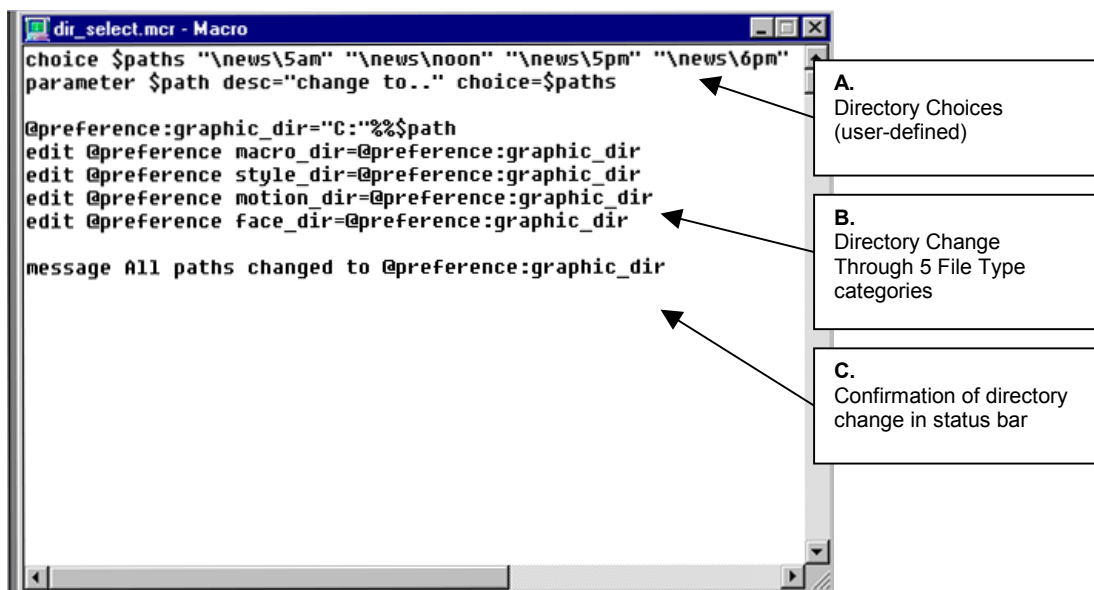 dir_select.mcr - Macro
choice $paths "\news\5am" "\news\noon" "\news\5pm" "\news\6pm"
parameter $path desc="change to.." choice=$paths
@preference:graphic_dir="C:"%%$path
edit @preference macro_dir=@preference:graphic_dir
edit @preference style_dir=@preference:graphic_dir
edit @preference motion_dir=@preference:graphic_dir
edit @preference face_dir=@preference:graphic_dir
message All paths changed to @preference:graphic_dir
A.
Directory Choices
(user-defined)
B.
Directory Change
Through 5 File Type
categories
C.
Confirmation of directory
change in status bar